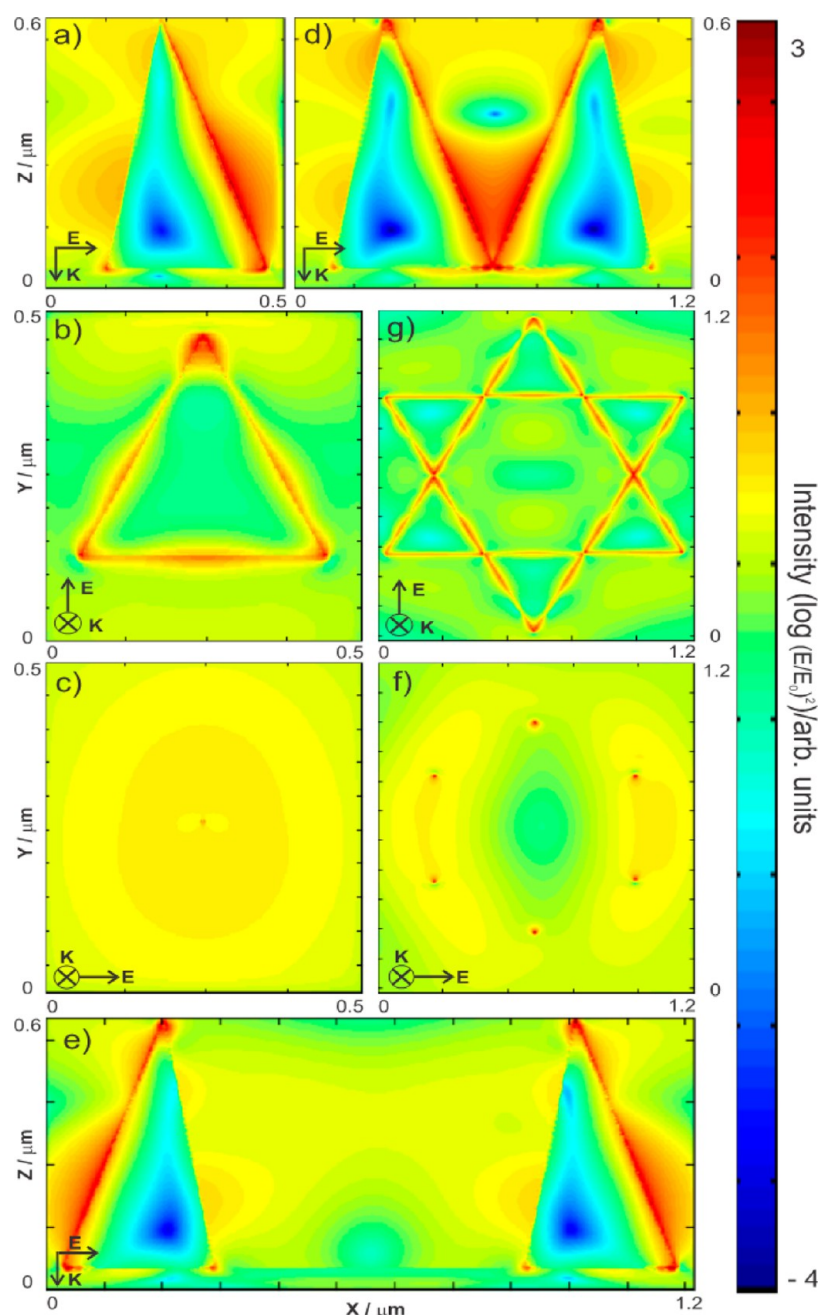 a)
0.6
Z / μm
0
E
K
0
0.5
d)
0.6
0
E
K
0
1.2
b)
0.5
Y / μm
0
E
K
0
0.5
g)
1.2
0
E
K
0
1.2
c)
0.5
Y / μm
0
K
E
0
0.5
f)
1.2
0
K
E
0
1.2
e)
0.6
Z / μm
0
E
K
0
1.2
X / μm
3
Intensity (log (E/E₀)²)/arb. units
- 4